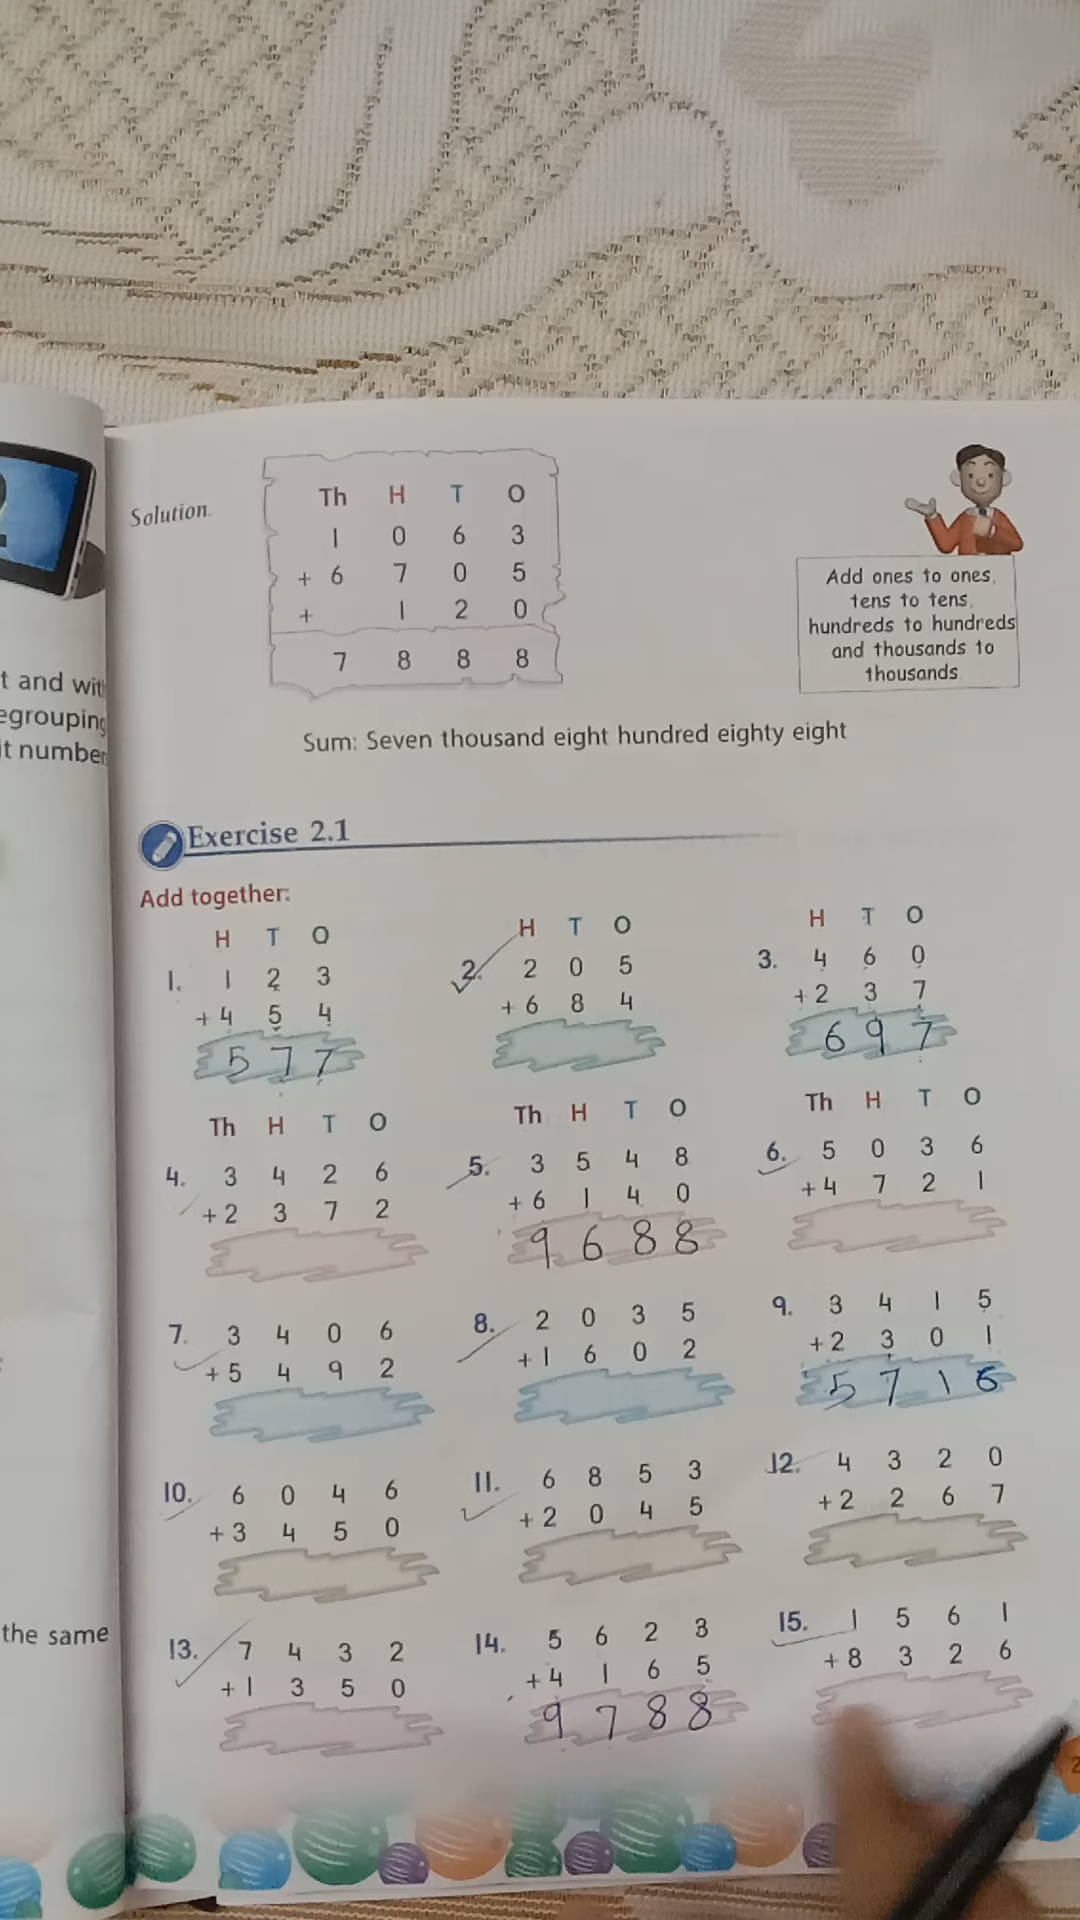 Solution.
Th H T O
1 0 6 3
+ 6 7 0 5
+ 1 2 0
7 8 8 8
Add ones to ones,
tens to tens,
hundreds to hundreds
and thousands to
thousands
t and wit
egrouping
it number
Sum: Seven thousand eight hundred eighty eight
Exercise 2.1
Add together:
H T O H T O H T O
1. 1 2 3 2. 2 0 5 3. 4 6 0
+ 4 5 4 + 6 8 4 + 2 3 7
5 7 7 6 9 7
Th H T O Th H T O Th H T O
4. 3 4 2 6 5. 3 5 4 8 6. 5 0 3 6
+ 2 3 7 2 + 6 1 4 0 + 4 7 2 1
9 6 8 8
7. 3 4 0 6 8. 2 0 3 5 9. 3 4 1 5
+ 5 4 9 2 + 1 6 0 2 + 2 3 0 1
5 7 1 6
10. 6 0 4 6 11. 6 8 5 3 12. 4 3 2 0
+ 3 4 5 0 + 2 0 4 5 + 2 2 6 7
the same
13. 7 4 3 2 14. 5 6 2 3 15. 1 5 6 1
+ 1 3 5 0 + 4 1 6 5 + 8 3 2 6
9 7 8 8